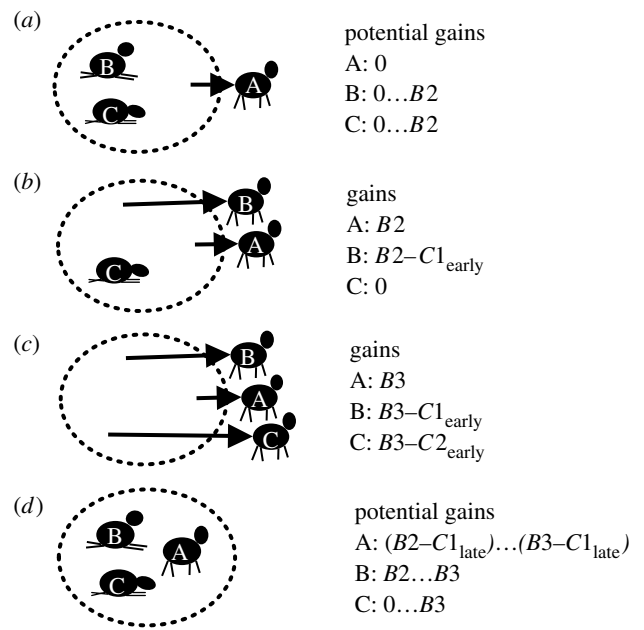 (a)
B
C
A
potential gains
A: 0
B: 0…B2
C: 0…B2
(b)
B
A
C
gains
A: B2
B: B2–C1early
C: 0
(c)
B
A
C
gains
A: B3
B: B3–C1early
C: B3–C2early
(d)
B
A
C
potential gains
A: (B2–C1late)…(B3–C1late)
B: B2…B3
C: 0…B3